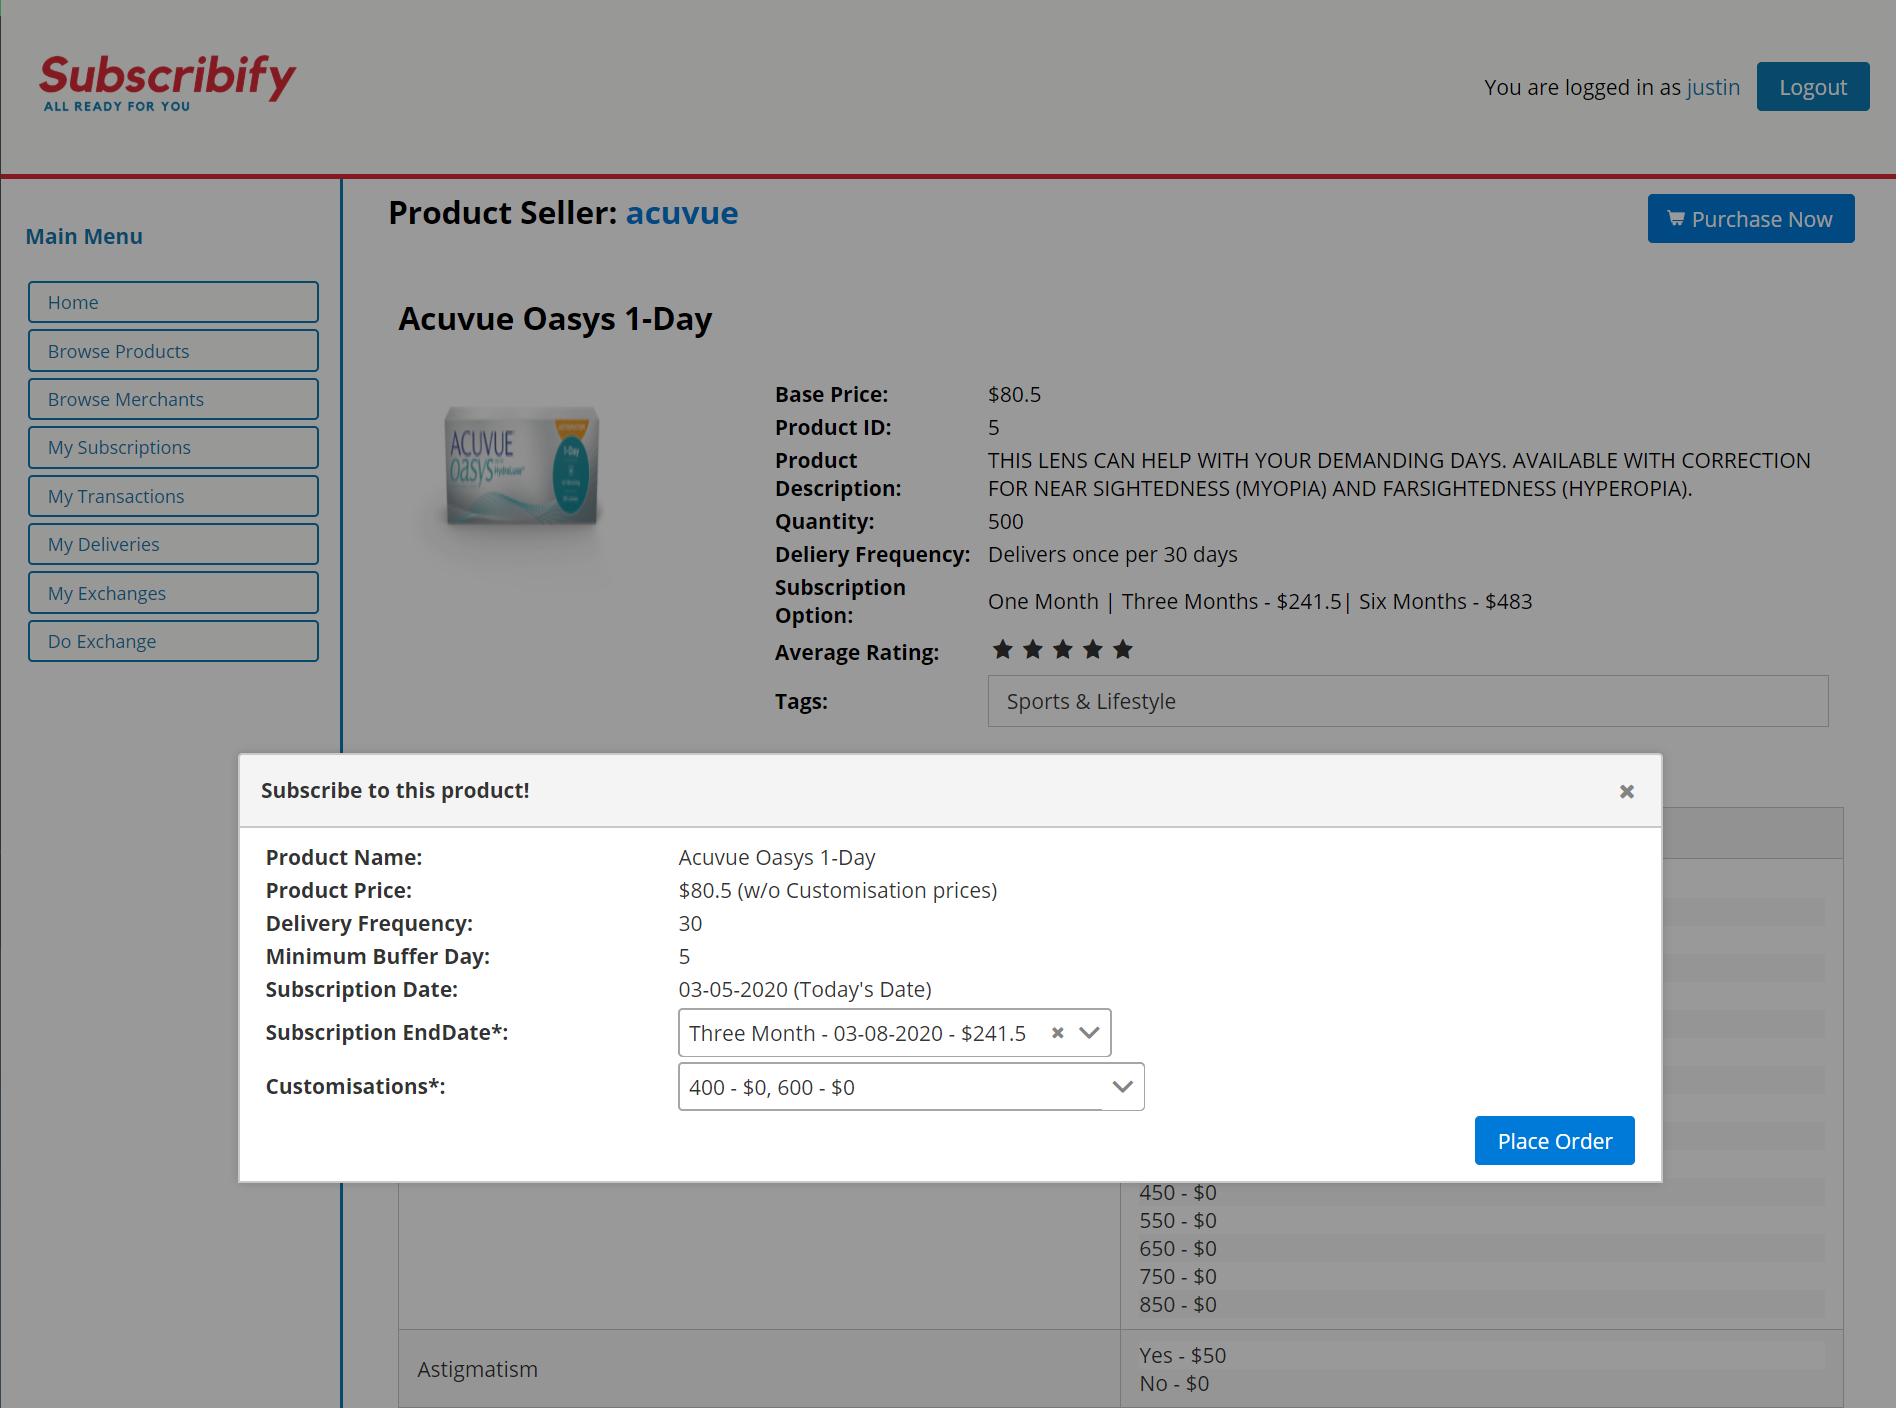 Subscribify
ALL READY FOR YOU
You are logged in as justin
Logout
Main Menu
Home
Browse Products
Browse Merchants
My Subscriptions
My Transactions
My Deliveries
My Exchanges
Do Exchange
Product Seller: acuvue
Purchase Now
Acuvue Oasys 1-Day
ACUVUE
oasys
1-Day
Base Price: $80.5
Product ID: 5
Product Description: THIS LENS CAN HELP WITH YOUR DEMANDING DAYS. AVAILABLE WITH CORRECTION
FOR NEAR SIGHTEDNESS (MYOPIA) AND FARSIGHTEDNESS (HYPEROPIA).
Quantity: 500
Deliery Frequency: Delivers once per 30 days
Subscription Option: One Month | Three Months - $241.5| Six Months - $483
Average Rating:
Tags: Sports & Lifestyle
Subscribe to this product!
Product Name: Acuvue Oasys 1-Day
Product Price: $80.5 (w/o Customisation prices)
Delivery Frequency: 30
Minimum Buffer Day: 5
Subscription Date: 03-05-2020 (Today's Date)
Subscription EndDate*: Three Month - 03-08-2020 - $241.5
Customisations*: 400 - $0, 600 - $0
Place Order
450 - $0
550 - $0
650 - $0
750 - $0
850 - $0
Astigmatism
Yes - $50
No - $0